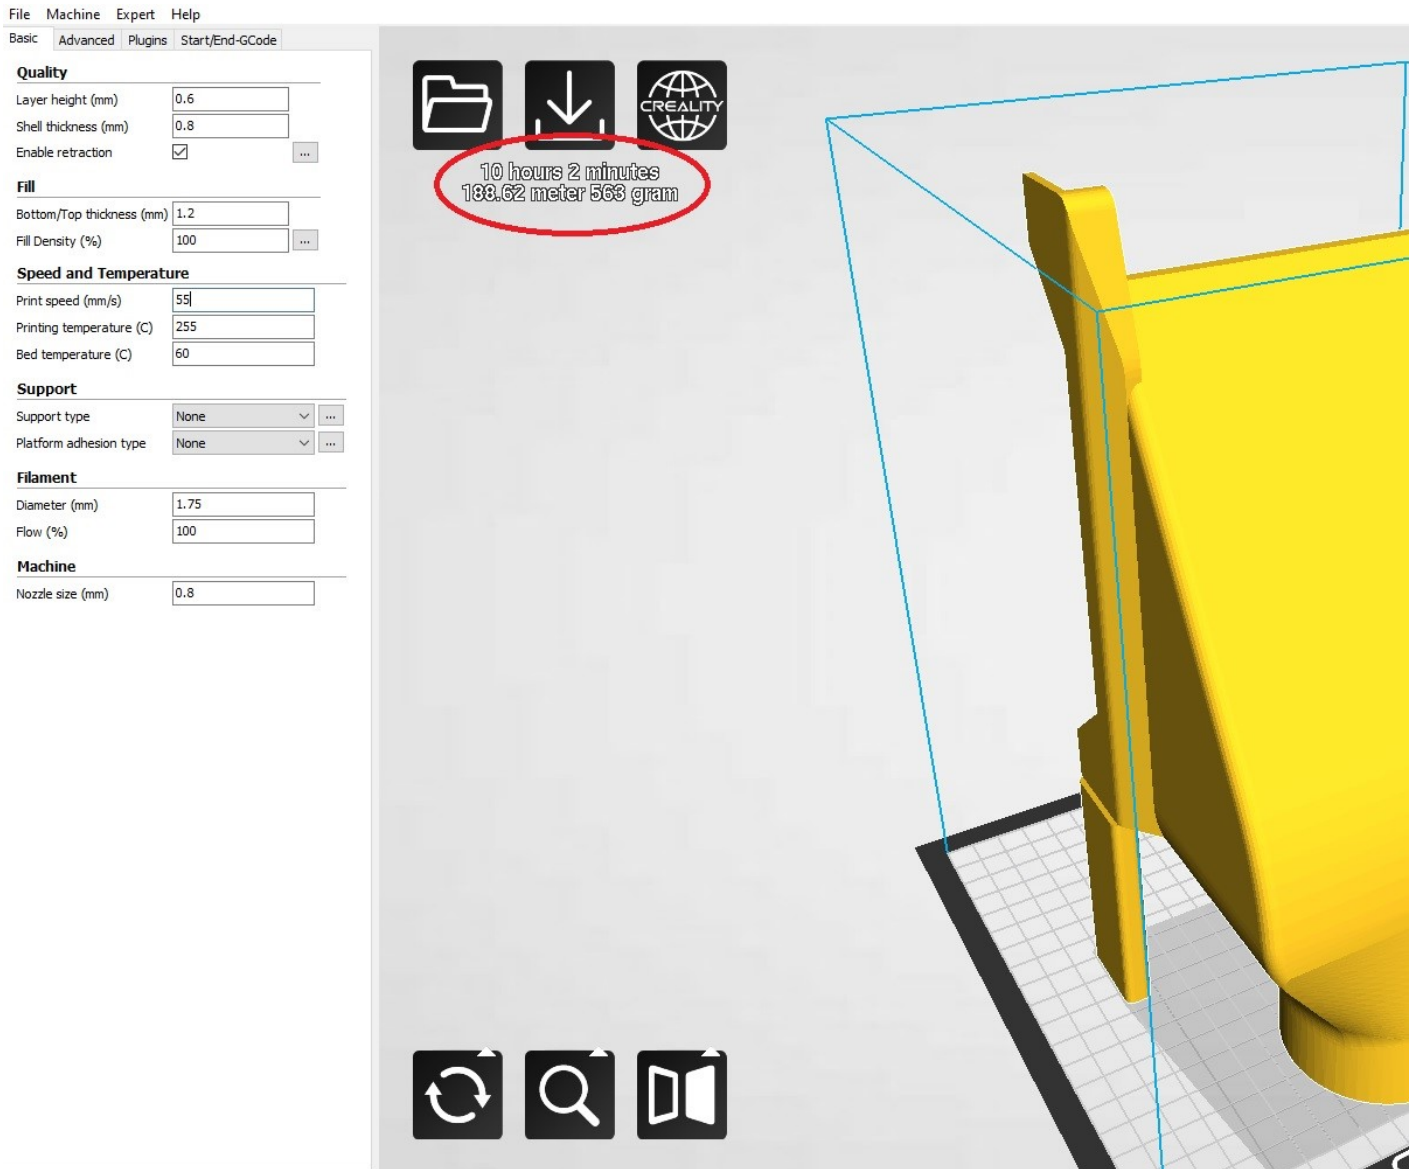 File Machine Expert Help
Basic Advanced Plugins Start/End-GCode
Quality
Layer height (mm) 0.6
Shell thickness (mm) 0.8
Enable retraction ...
Fill
Bottom/Top thickness (mm) 1.2
Fill Density (%) 100 ...
Speed and Temperature
Print speed (mm/s) 55
Printing temperature (C) 255
Bed temperature (C) 60
Support
Support type None ...
Platform adhesion type None ...
Filament
Diameter (mm) 1.75
Flow (%) 100
Machine
Nozzle size (mm) 0.8
CREALITY
10 hours 2 minutes
188.62 meter 563 gram